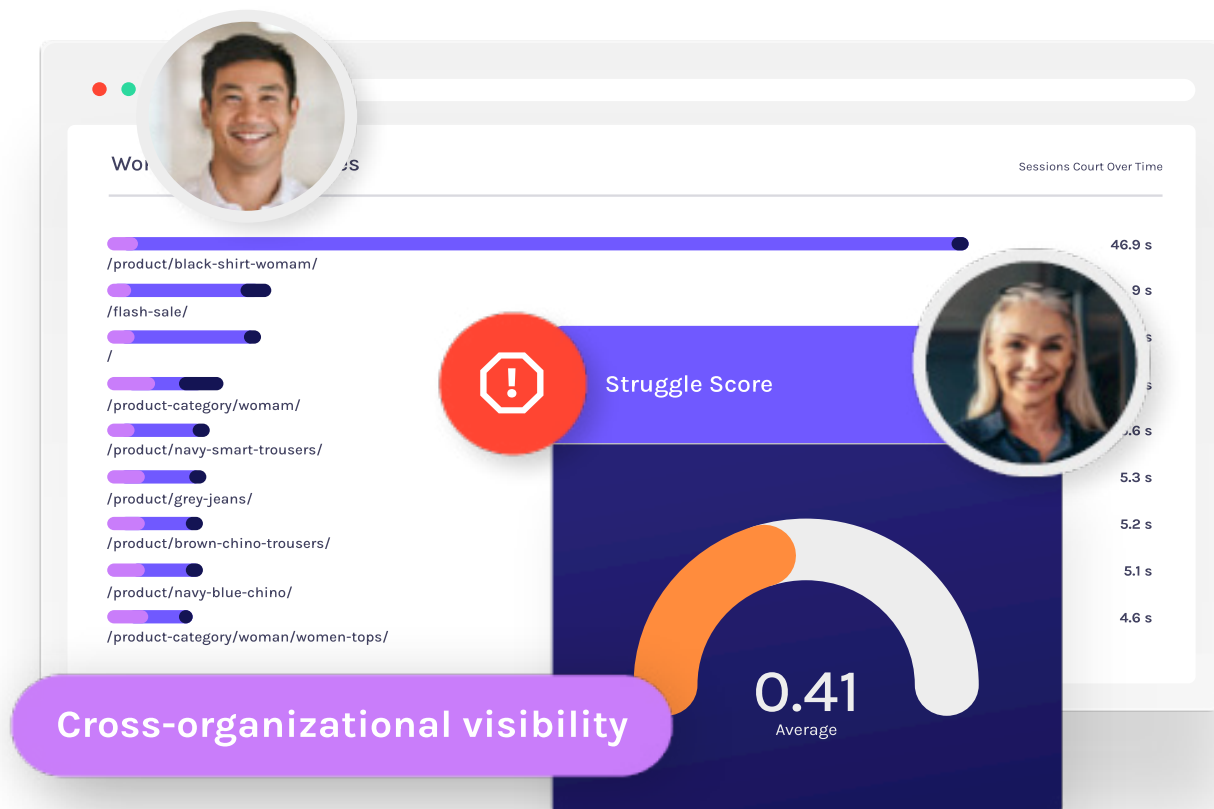 Sessions Court Over Time
46.9 s
/product/black-shirt-womam/
/flash-sale/
/
/product-category/womam/
Struggle Score
/product/navy-smart-trousers/
5.3 s
/product/grey-jeans/
5.2 s
/product/brown-chino-trousers/
5.1 s
/product/navy-blue-chino/
4.6 s
/product-category/woman/women-tops/
0.41
Average
Cross-organizational visibility